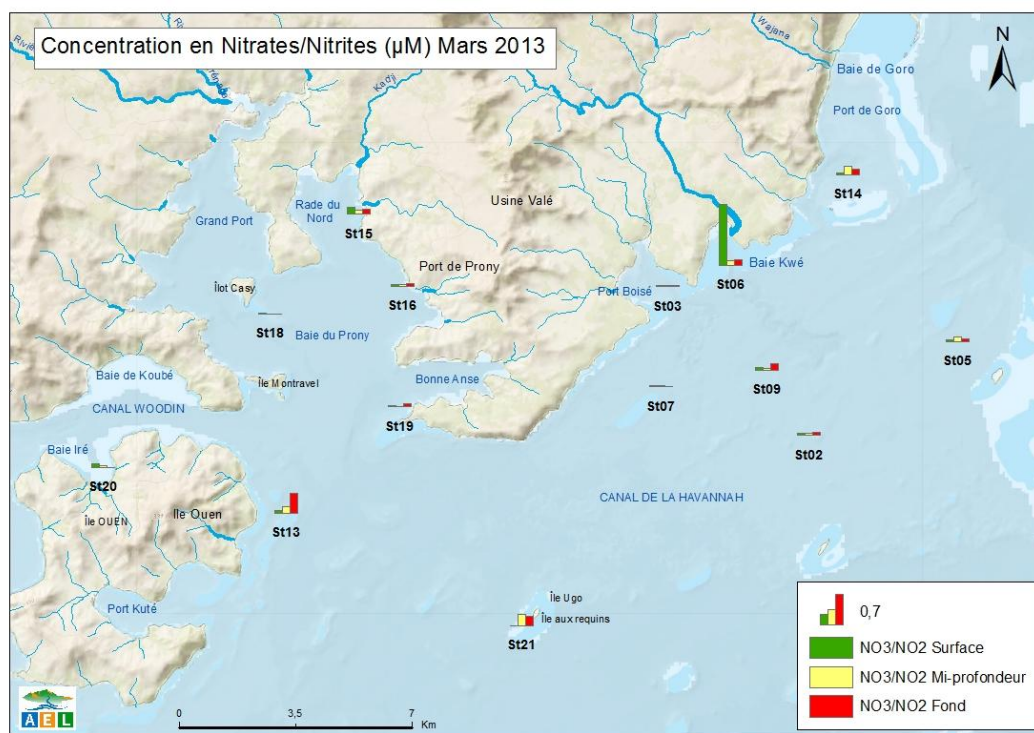 Concentration en Nitrates/Nitrites (µM) Mars 2013
N
Wajana
Baie de Goro
Port de Goro
Kadji
St14
Usine Valé
Rade du
Nord
Grand Port
St15
Baie Kwé
St06
Port de Prony
Port Boisé
St03
Îlot Casy
St16
St18
Baie du Prony
St05
Baie de Koubé
Île Montravel
Bonne Anse
St09
St07
CANAL WOODIN
St19
St02
Baie Iré
St20
CANAL DE LA HAVANNAH
Île OUEN
Ile Ouen
St13
Port Kuté
Île Ugo
Île aux requins
St21
0,7
NO3/NO2 Surface
NO3/NO2 Mi-profondeur
NO3/NO2 Fond
AEL
0 3,5 7
Km